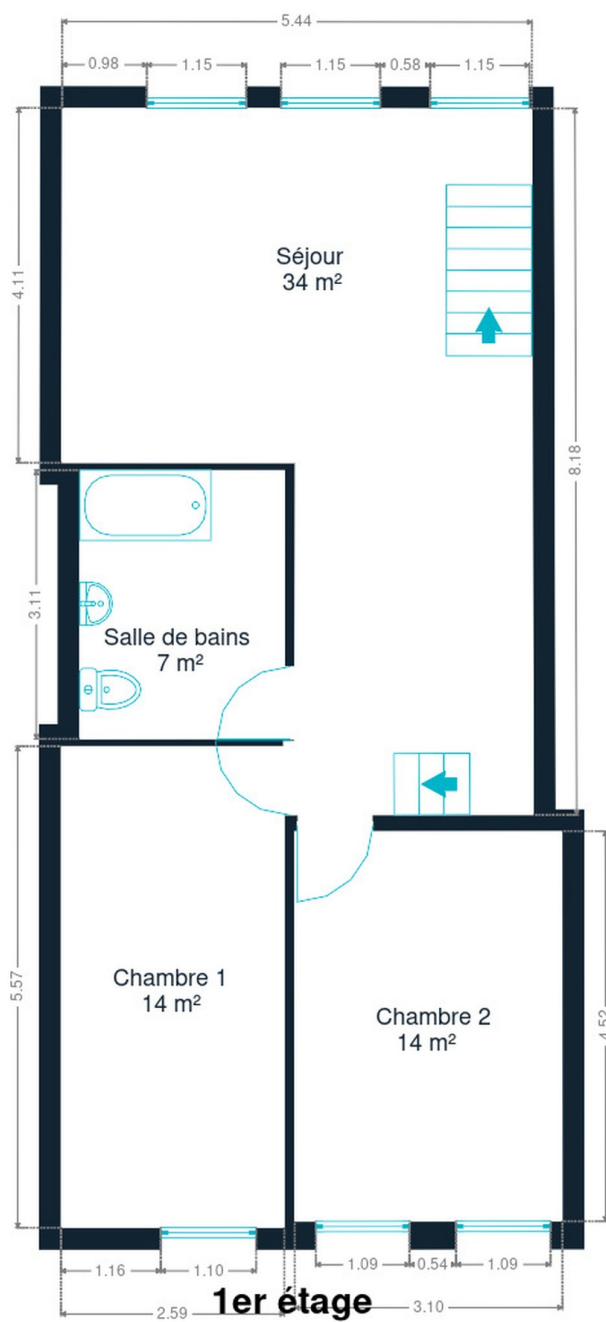 5.44
0.98 1.15 1.15 0.58 1.15
4.11
Séjour
34 m²
8.18
3.11
Salle de bains
7 m²
5.57
Chambre 1
14 m²
Chambre 2
14 m²
4.52
1.16 1.10 1.09 0.54 1.09
2.59 3.10
1er étage